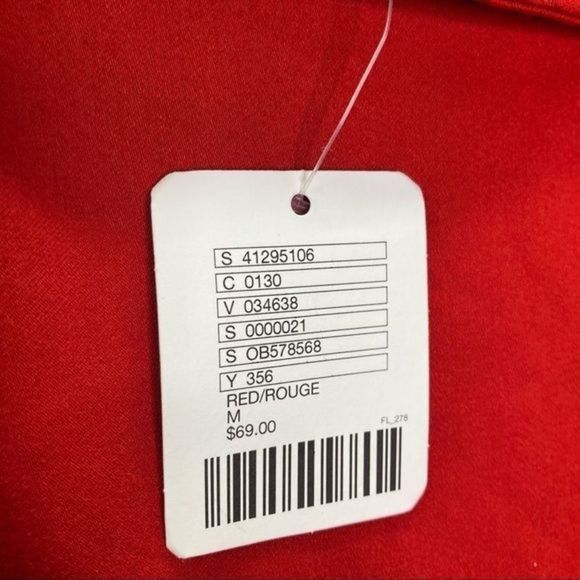 S 41295106
C 0130
V 034638
S 0000021
S OB578568
Y 356
RED/ROUGE
M
$69.00
FL_278